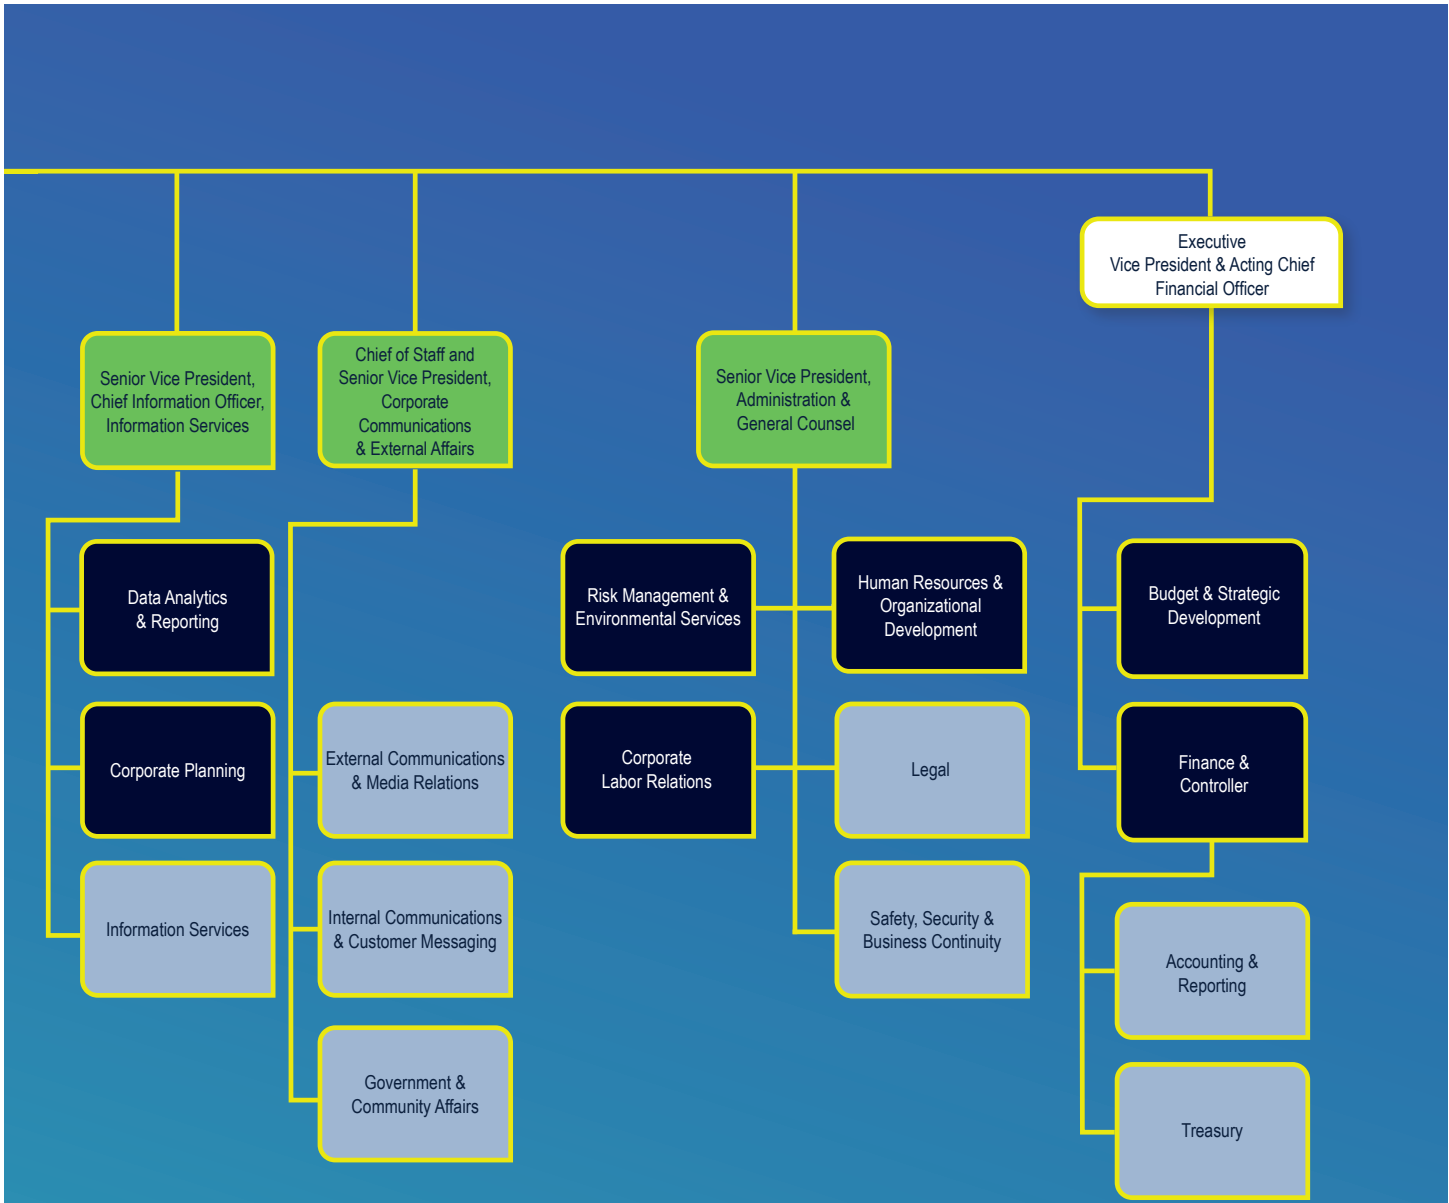 Executive
Vice President & Acting Chief
Financial Officer
Senior Vice President,
Chief Information Officer,
Information Services
Chief of Staff and
Senior Vice President,
Corporate
Communications
& External Affairs
Senior Vice President,
Administration &
General Counsel
Data Analytics
& Reporting
Corporate Planning
Information Services
External Communications
& Media Relations
Internal Communications
& Customer Messaging
Government &
Community Affairs
Risk Management &
Environmental Services
Human Resources &
Organizational
Development
Corporate
Labor Relations
Legal
Safety, Security &
Business Continuity
Budget & Strategic
Development
Finance &
Controller
Accounting &
Reporting
Treasury